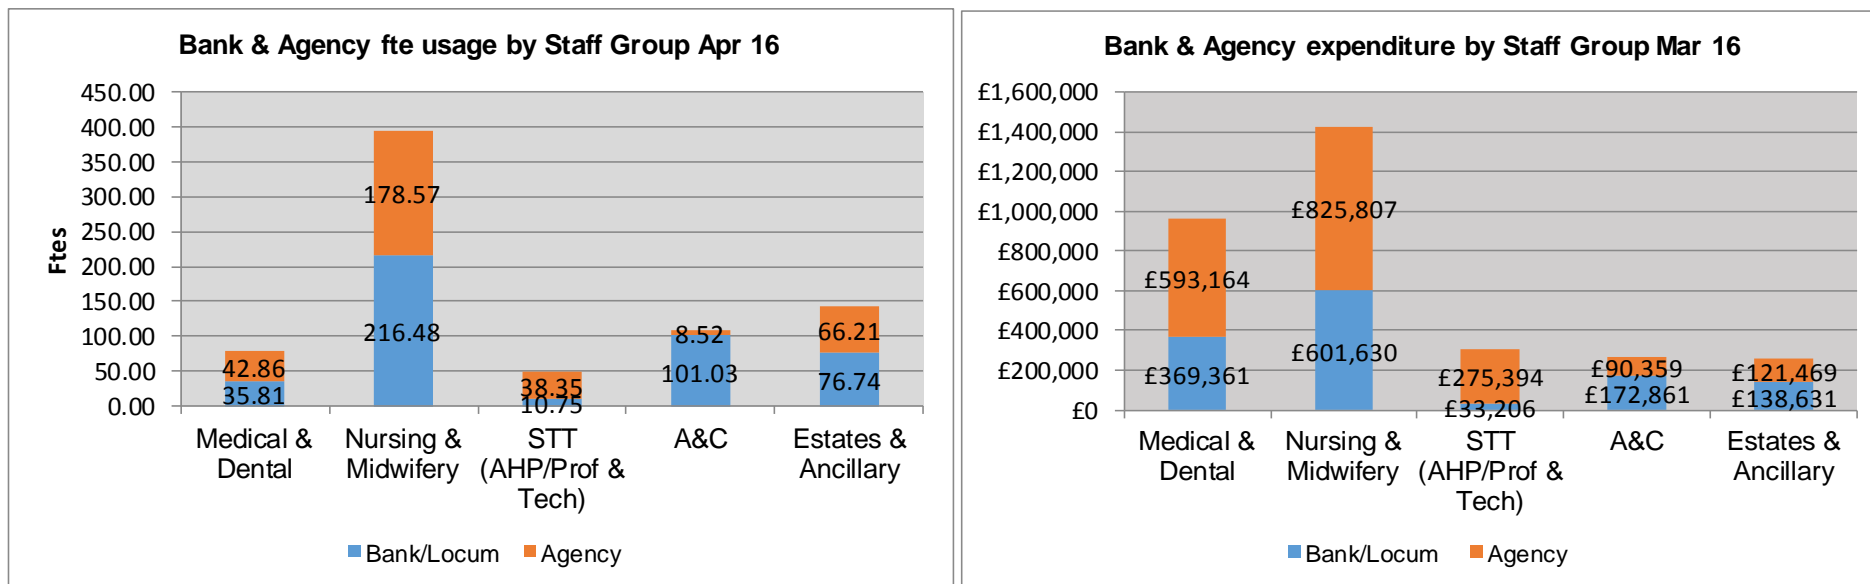 Bank & Agency fte usage by Staff Group Apr 16
450.00
400.00
350.00
300.00
250.00
200.00
150.00
100.00
50.00
0.00
Ftes
42.86
35.81
178.57
216.48
38.35
10.75
8.52
101.03
66.21
76.74
Medical &
Dental
Nursing &
Midwifery
STT
(AHP/Prof &
Tech)
A&C
Estates &
Ancillary
Bank/Locum
Agency
Bank & Agency expenditure by Staff Group Mar 16
£1,600,000
£1,400,000
£1,200,000
£1,000,000
£800,000
£600,000
£400,000
£200,000
£0
£593,164
£369,361
£825,807
£601,630
£275,394
£33,206
£90,359
£172,861
£121,469
£138,631
Medical &
Dental
Nursing &
Midwifery
STT
(AHP/Prof &
Tech)
A&C
Estates &
Ancillary
Bank/Locum
Agency